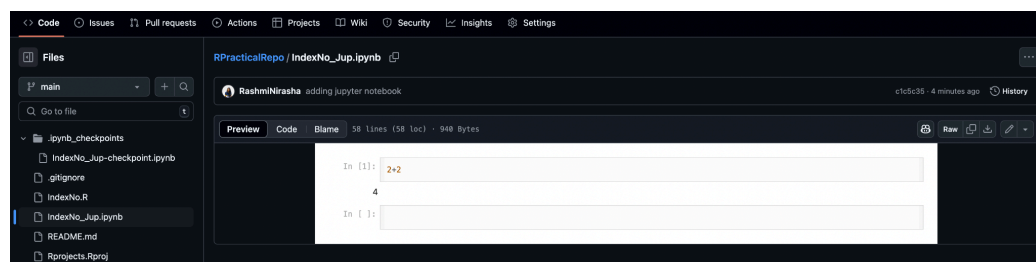 Code Issues Pull requests Actions Projects Wiki Security Insights Settings
Files
main
Go to file t
.ipynb_checkpoints
IndexNo_Jup-checkpoint.ipynb
.gitignore
IndexNo.R
IndexNo_Jup.ipynb
README.md
Rprojects.Rproj
RPracticalRepo / IndexNo_Jup.ipynb
RashmiNirasha adding jupyter notebook c1c5c35 · 4 minutes ago History
Preview Code Blame 58 lines (58 loc) · 940 Bytes Raw
In [1]: 2+2
4
In [ ]: